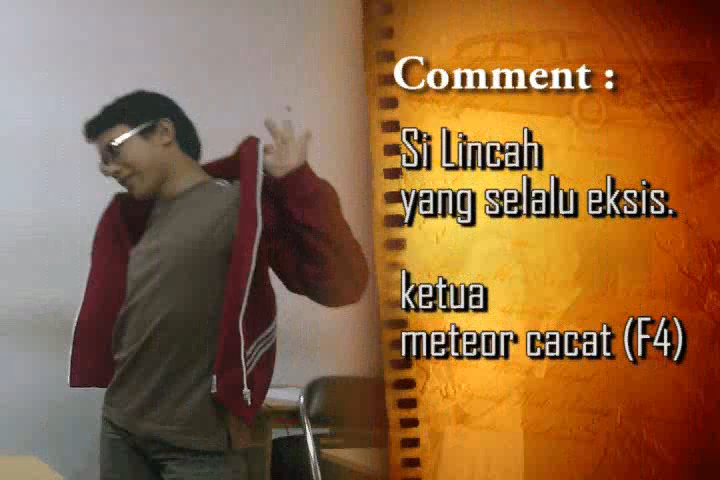 Comment :
Si Lincah
yang selalu eksis.
ketua
meteor cacat (F4)